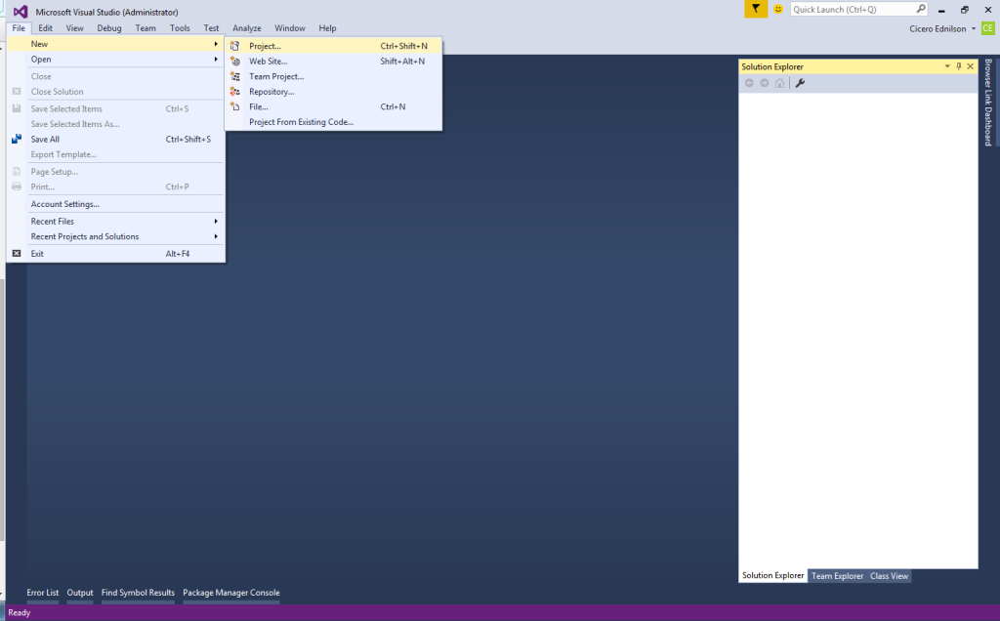 Microsoft Visual Studio (Administrator)
Quick Launch (Ctrl+Q)
File Edit View Debug Team Tools Test Analyze Window Help
Cícero Ednilson CE
New
Open
Close
Close Solution
Save Selected Items Ctrl+S
Save Selected Items As...
Save All Ctrl+Shift+S
Export Template...
Page Setup...
Print... Ctrl+P
Account Settings...
Recent Files
Recent Projects and Solutions
Exit Alt+F4
Project... Ctrl+Shift+N
Web Site... Shift+Alt+N
Team Project...
Repository...
File... Ctrl+N
Project From Existing Code...
Solution Explorer
Browser Link Dashboard
Solution Explorer Team Explorer Class View
Error List Output Find Symbol Results Package Manager Console
Ready